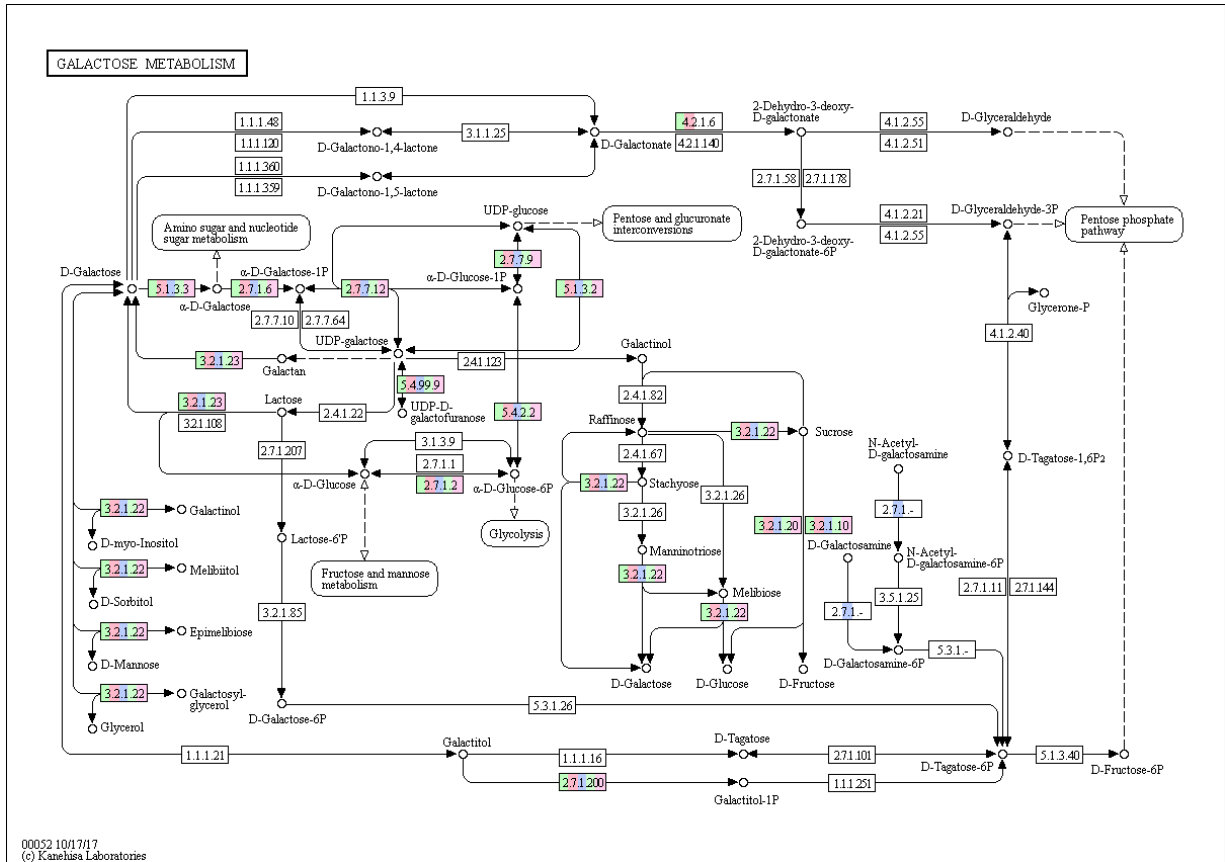 GALACTOSE METABOLISM
1.1.3.9
1.1.1.48
1.1.1.120
D-Galactono-1,4-lactone
3.1.1.25
D-Galactonate
4.2.1.6
4.2.1.140
2-Dehydro-3-deoxy-
D-galactonate
4.1.2.55
4.1.2.51
D-Glyceraldehyde
1.1.1.360
1.1.1.359
D-Galactono-1,5-lactone
2.7.1.58
2.7.1.178
UDP-glucose
Pentose and glucuronate
interconversions
Amino sugar and nucleotide
sugar metabolism
2-Dehydro-3-deoxy-
D-galactonate-6P
4.1.2.21
4.1.2.55
D-Glyceraldehyde-3P
Pentose phosphate
pathway
D-Galactose
5.1.3.3
α-D-Galactose
2.7.1.6
α-D-Galactose-1P
2.7.7.12
α-D-Glucose-1P
2.7.7.9
5.1.3.2
2.7.7.10
2.7.7.64
Glycerone-P
4.1.2.40
UDP-galactose
3.2.1.23
Galactan
2.4.1.123
Galactinol
5.4.99.9
UDP-D-
galactofuranose
5.4.2.2
3.2.1.23
3.2.1.108
Lactose
2.4.1.22
2.4.1.82
Raffinose
3.2.1.22
Sucrose
2.7.1.207
3.1.3.9
2.7.1.1
2.7.1.2
α-D-Glucose
α-D-Glucose-6P
2.4.1.67
3.2.1.22
Stachyose
3.2.1.26
3.2.1.26
N-Acetyl-
D-galactosamine
D-Tagatose-1,6P2
2.7.1.-
3.2.1.22
Galactinol
D-myo-Inositol
Lactose-6'P
Glycolysis
Fructose and mannose
metabolism
Manninotriose
3.2.1.20
3.2.1.10
D-Galactosamine
N-Acetyl-
D-galactosamine-6P
3.2.1.22
Melibiitol
D-Sorbitol
3.2.1.22
Melibiose
3.2.1.22
2.7.1.-
3.5.1.25
2.7.1.11
2.7.1.144
3.2.1.85
3.2.1.22
Epimelibiose
D-Mannose
D-Galactosamine-6P
5.3.1.-
D-Galactose
D-Glucose
D-Fructose
3.2.1.22
Galactosyl-
glycerol
Glycerol
D-Galactose-6P
5.3.1.26
1.1.1.21
Galactitol
1.1.1.16
D-Tagatose
2.7.1.101
D-Tagatose-6P
5.1.3.40
D-Fructose-6P
2.7.1.200
Galactitol-1P
1.1.1.251
00052 10/17/17
(c) Kanehisa Laboratories